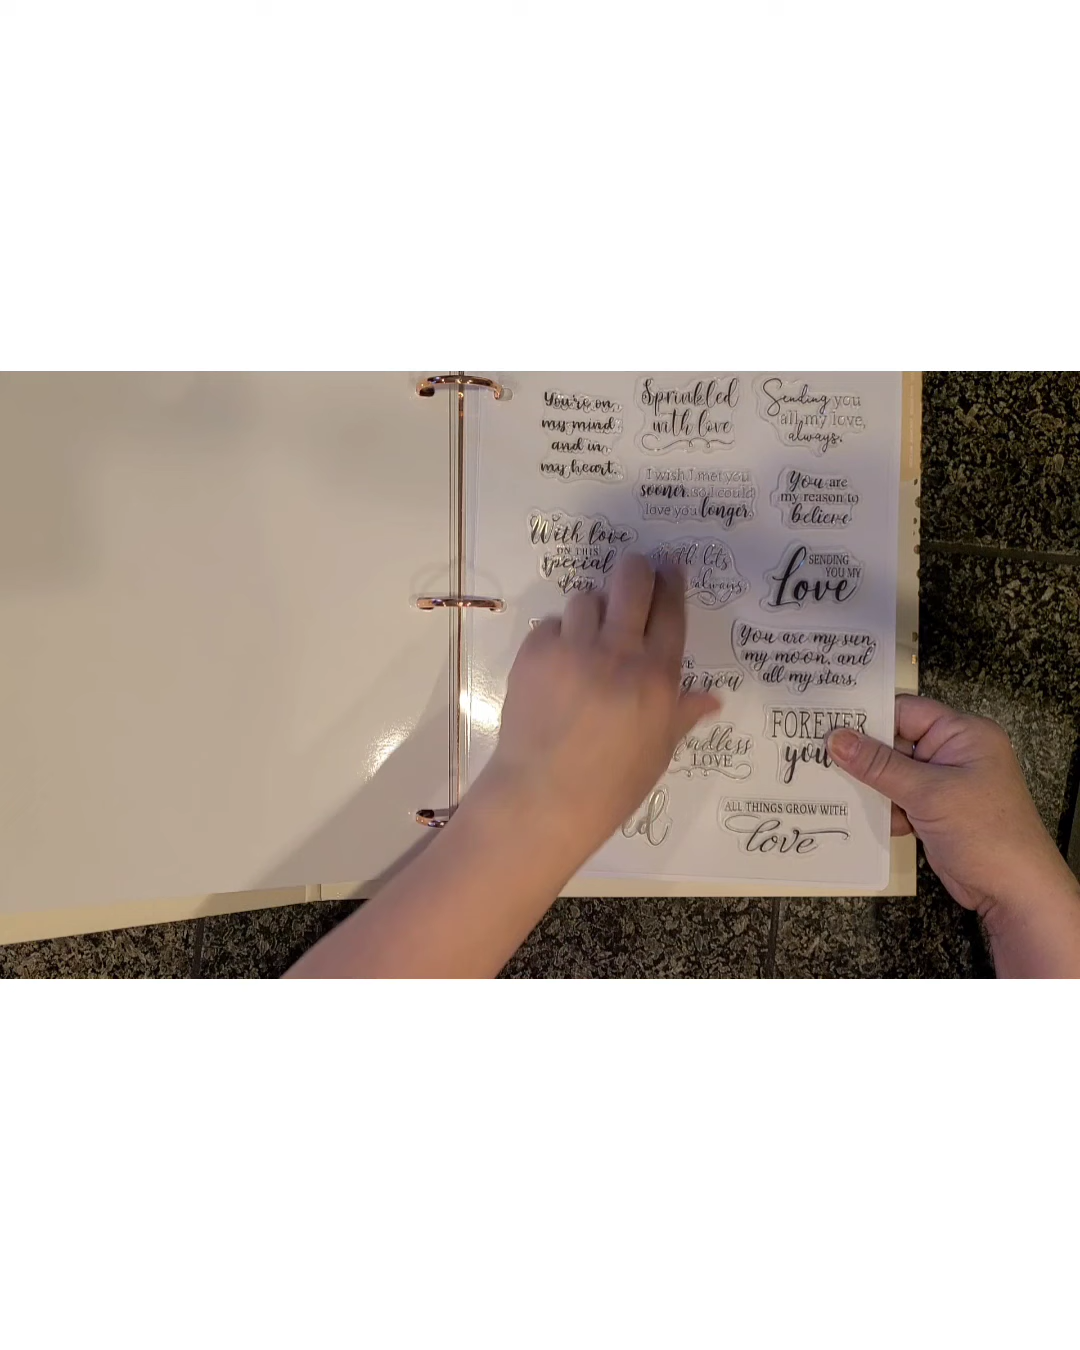 You're on
my mind
and in
my heart.
Sprinkled
with love
Sending you
all my love,
always.
I wish I met you
sooner, so I could
love you longer.
You are
my reason to
believe
With love
ON THIS
special
day
always,
SENDING
YOU MY
Love
You are my sun,
my moon, and
all my stars.
you
LOVE
FOREVER
ALL THINGS GROW WITH
love